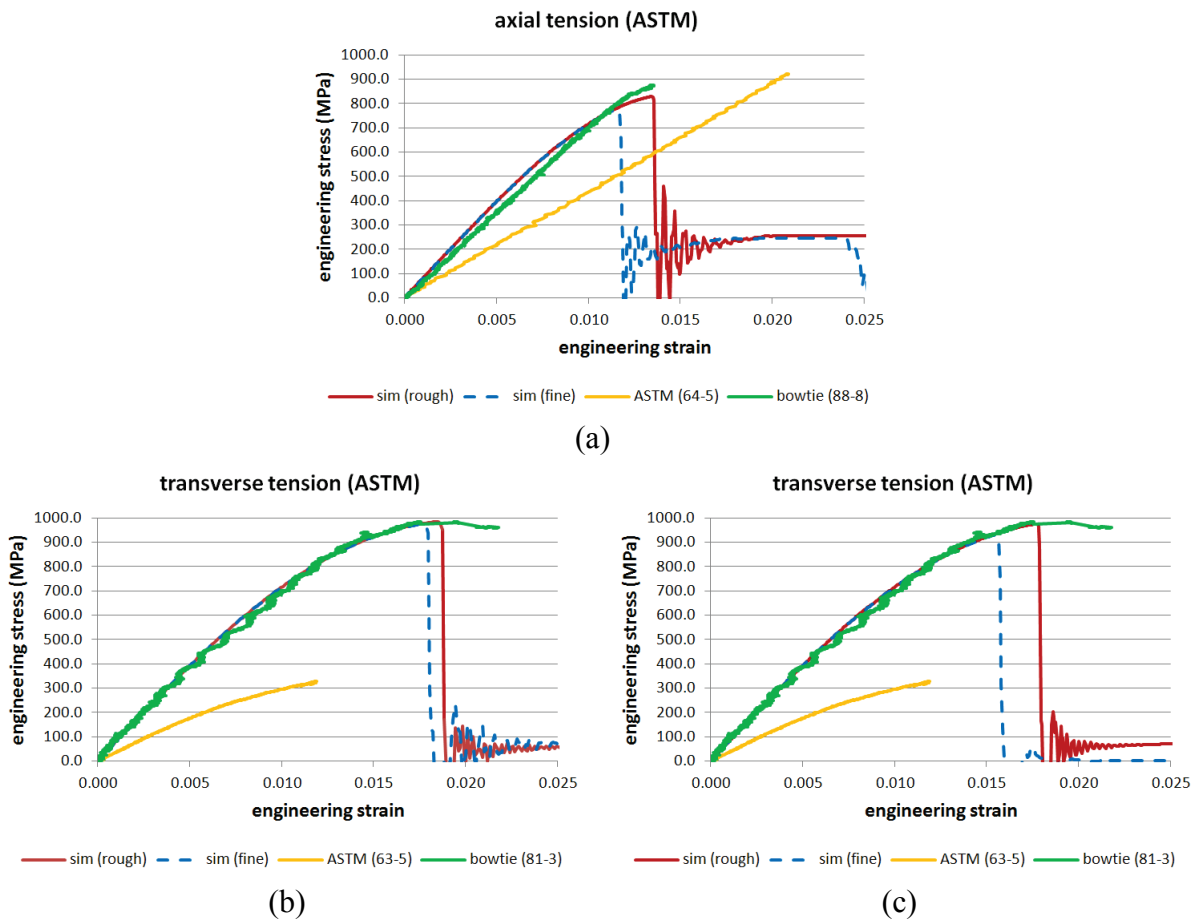 axial tension (ASTM)
1000.0
900.0
800.0
700.0
600.0
500.0
400.0
300.0
200.0
100.0
0.0
engineering stress (MPa)
0.000 0.005 0.010 0.015 0.020 0.025
engineering strain
sim (rough) sim (fine) ASTM (64-5) bowtie (88-8)
(a)
transverse tension (ASTM)
1000.0
900.0
800.0
700.0
600.0
500.0
400.0
300.0
200.0
100.0
0.0
engineering stress (MPa)
0.000 0.005 0.010 0.015 0.020 0.025
engineering strain
sim (rough) sim (fine) ASTM (63-5) bowtie (81-3)
(b)
transverse tension (ASTM)
1000.0
900.0
800.0
700.0
600.0
500.0
400.0
300.0
200.0
100.0
0.0
engineering stress (MPa)
0.000 0.005 0.010 0.015 0.020 0.025
engineering strain
sim (rough) sim (fine) ASTM (63-5) bowtie (81-3)
(c)